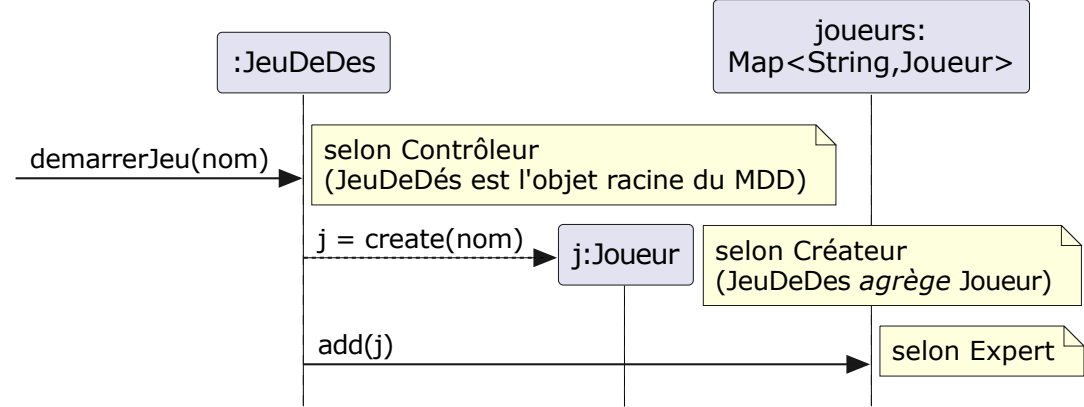 :JeuDeDes
joueurs:
Map<String,Joueur>
demarrerJeu(nom)
selon Contrôleur
(JeuDeDés est l'objet racine du MDD)
j = create(nom)
j:Joueur
selon Créateur
(JeuDeDes agrège Joueur)
add(j)
selon Expert